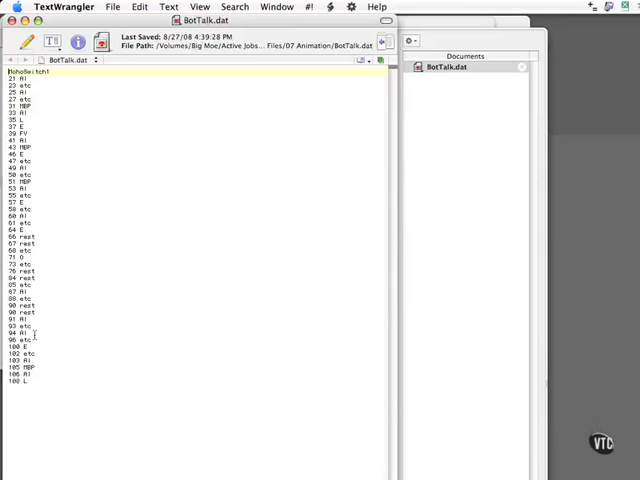 TextWrangler File Edit Text View Search Window #! Help
BotTalk.dat
Last Saved: 8/27/08 4:39:28 PM
File Path: /Volumes/Big Moe/Active Jobs... Files/07 Animation/BotTalk.dat
BotTalk.dat
Documents
BotTalk.dat
MohoSwitch1
21 AI
23 etc
25 AI
27 etc
31 MBP
33 AI
35 L
37 E
39 FV
41 AI
43 MBP
46 E
47 etc
49 AI
50 etc
51 MBP
53 AI
55 etc
57 E
58 etc
60 AI
61 etc
64 E
66 rest
67 rest
68 etc
71 O
73 etc
76 rest
84 rest
85 etc
87 AI
88 etc
90 rest
90 rest
91 AI
93 etc
94 AI
96 etc
100 E
102 etc
103 AI
105 MBP
106 AI
108 L
VTC